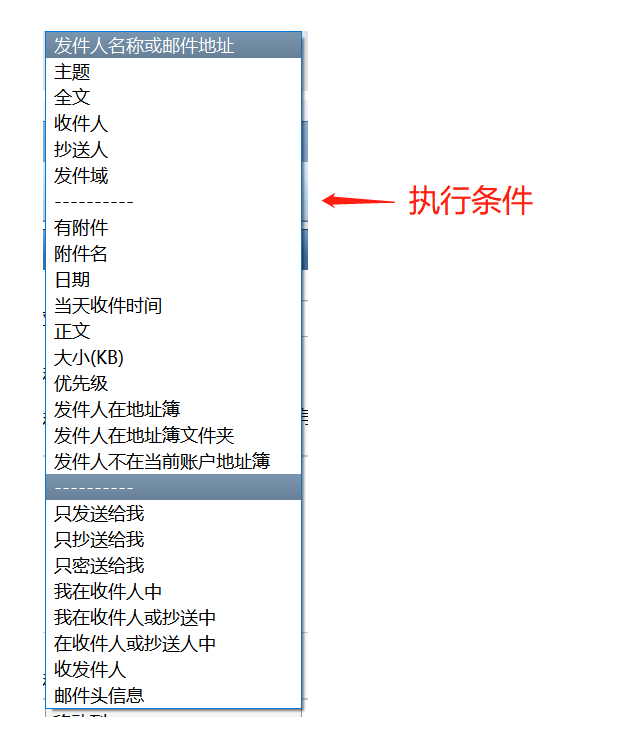 发件人名称或邮件地址
主题
全文
收件人
抄送人
发件域
----------
执行条件
有附件
附件名
日期
当天收件时间
正文
大小(KB)
优先级
发件人在地址簿
发件人在地址簿文件夹
发件人不在当前账户地址簿
----------
只发送给我
只抄送给我
只密送给我
我在收件人中
我在收件人或抄送中
在收件人或抄送人中
收发件人
邮件头信息